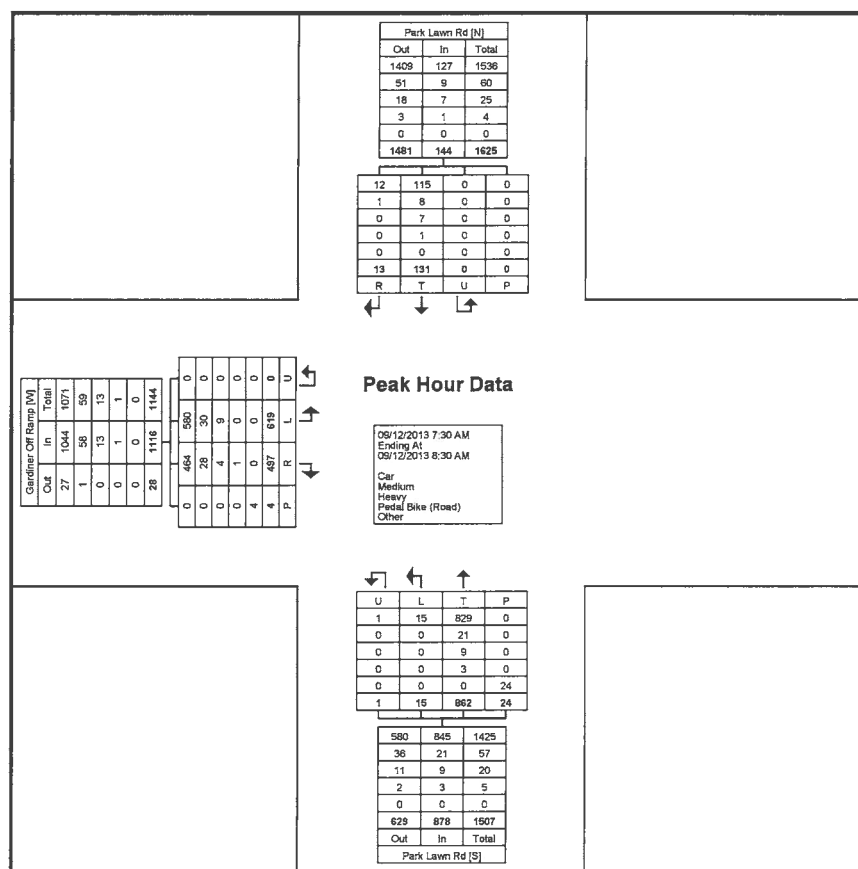 Park Lawn Rd [N]
Out In Total
1409 127 1536
51 9 60
18 7 25
3 1 4
0 0 0
1481 144 1625
12 115 0 0
1 8 0 0
0 7 0 0
0 1 0 0
0 0 0 0
13 131 0 0
R T U P
Gardiner Off Ramp [W]
Total 1071 59 13 1 0 1144
In 1044 58 13 1 0 1116
Out 27 1 0 0 0 28
0 0 0 0 0 0 U
580 30 9 0 0 619 L
464 28 4 1 0 497 R
0 0 0 0 4 4 P
Peak Hour Data
09/12/2013 7:30 AM
Ending At
09/12/2013 8:30 AM
Car
Medium
Heavy
Pedal Bike (Road)
Other
U L T P
1 15 829 0
0 0 21 0
0 0 9 0
0 0 3 0
0 0 0 24
1 15 862 24
580 845 1425
36 21 57
11 9 20
2 3 5
0 0 0
629 878 1507
Out In Total
Park Lawn Rd [S]